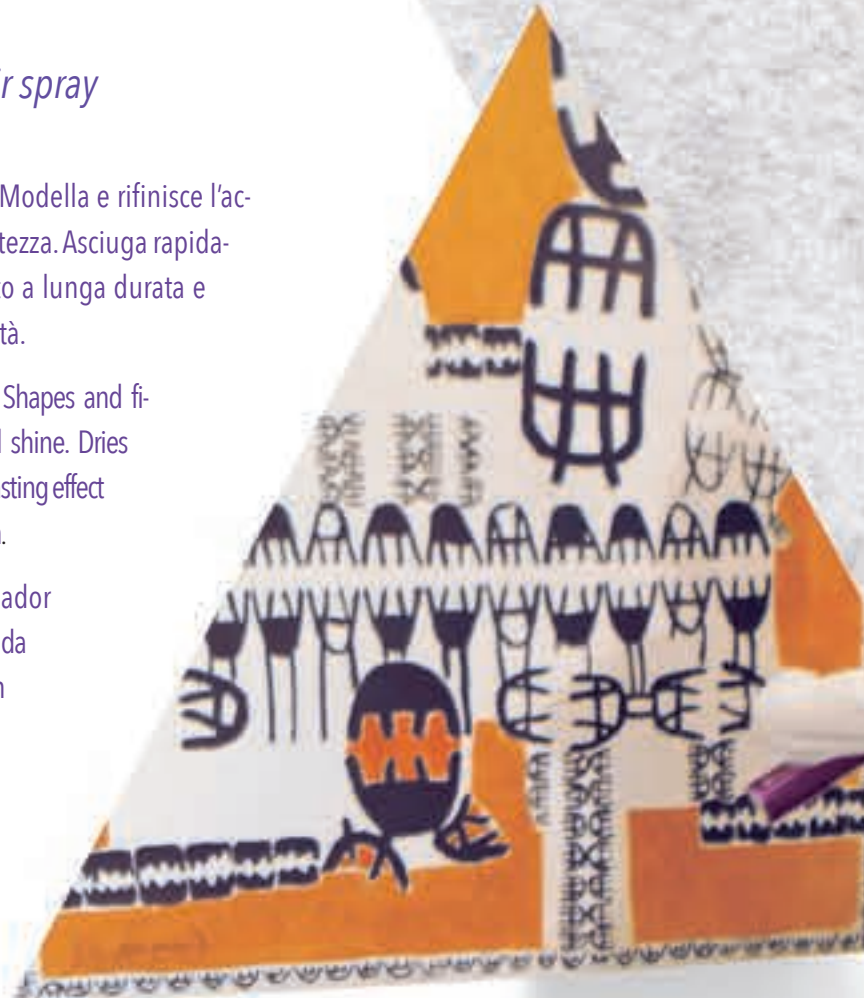 r spray
Modella e rifinisce l'ac-
tezza. Asciuga rapida-
o a lunga durata e
tà.
Shapes and fi-
shine. Dries
sting effect
ador
da